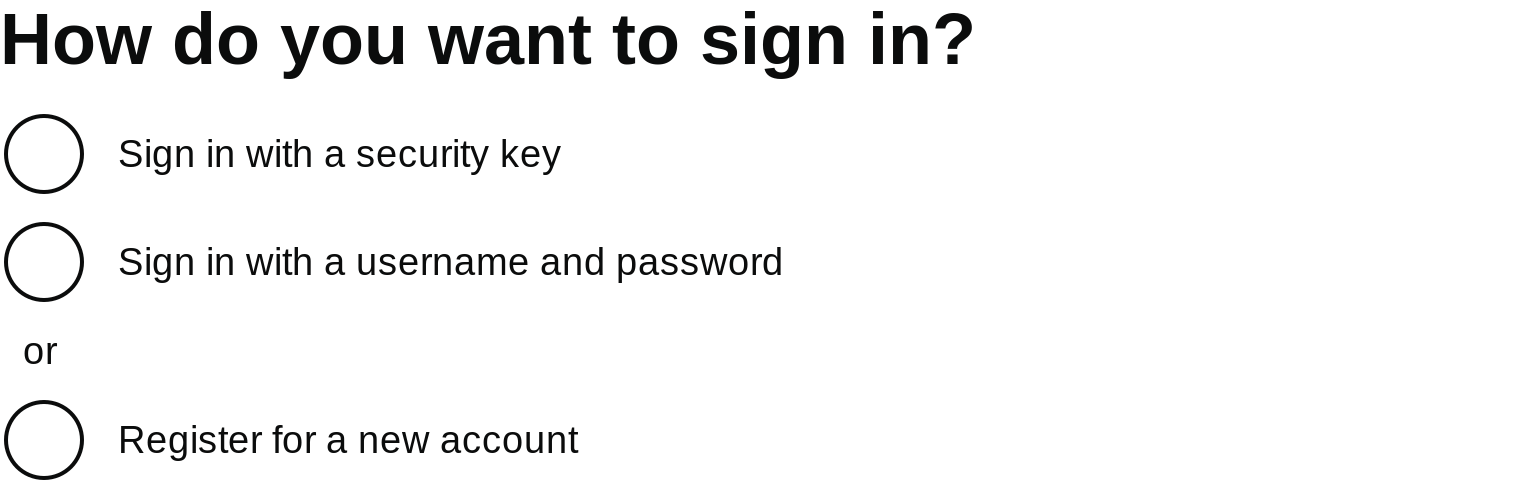 How do you want to sign in?
Sign in with a security key
Sign in with a username and password
or
Register for a new account